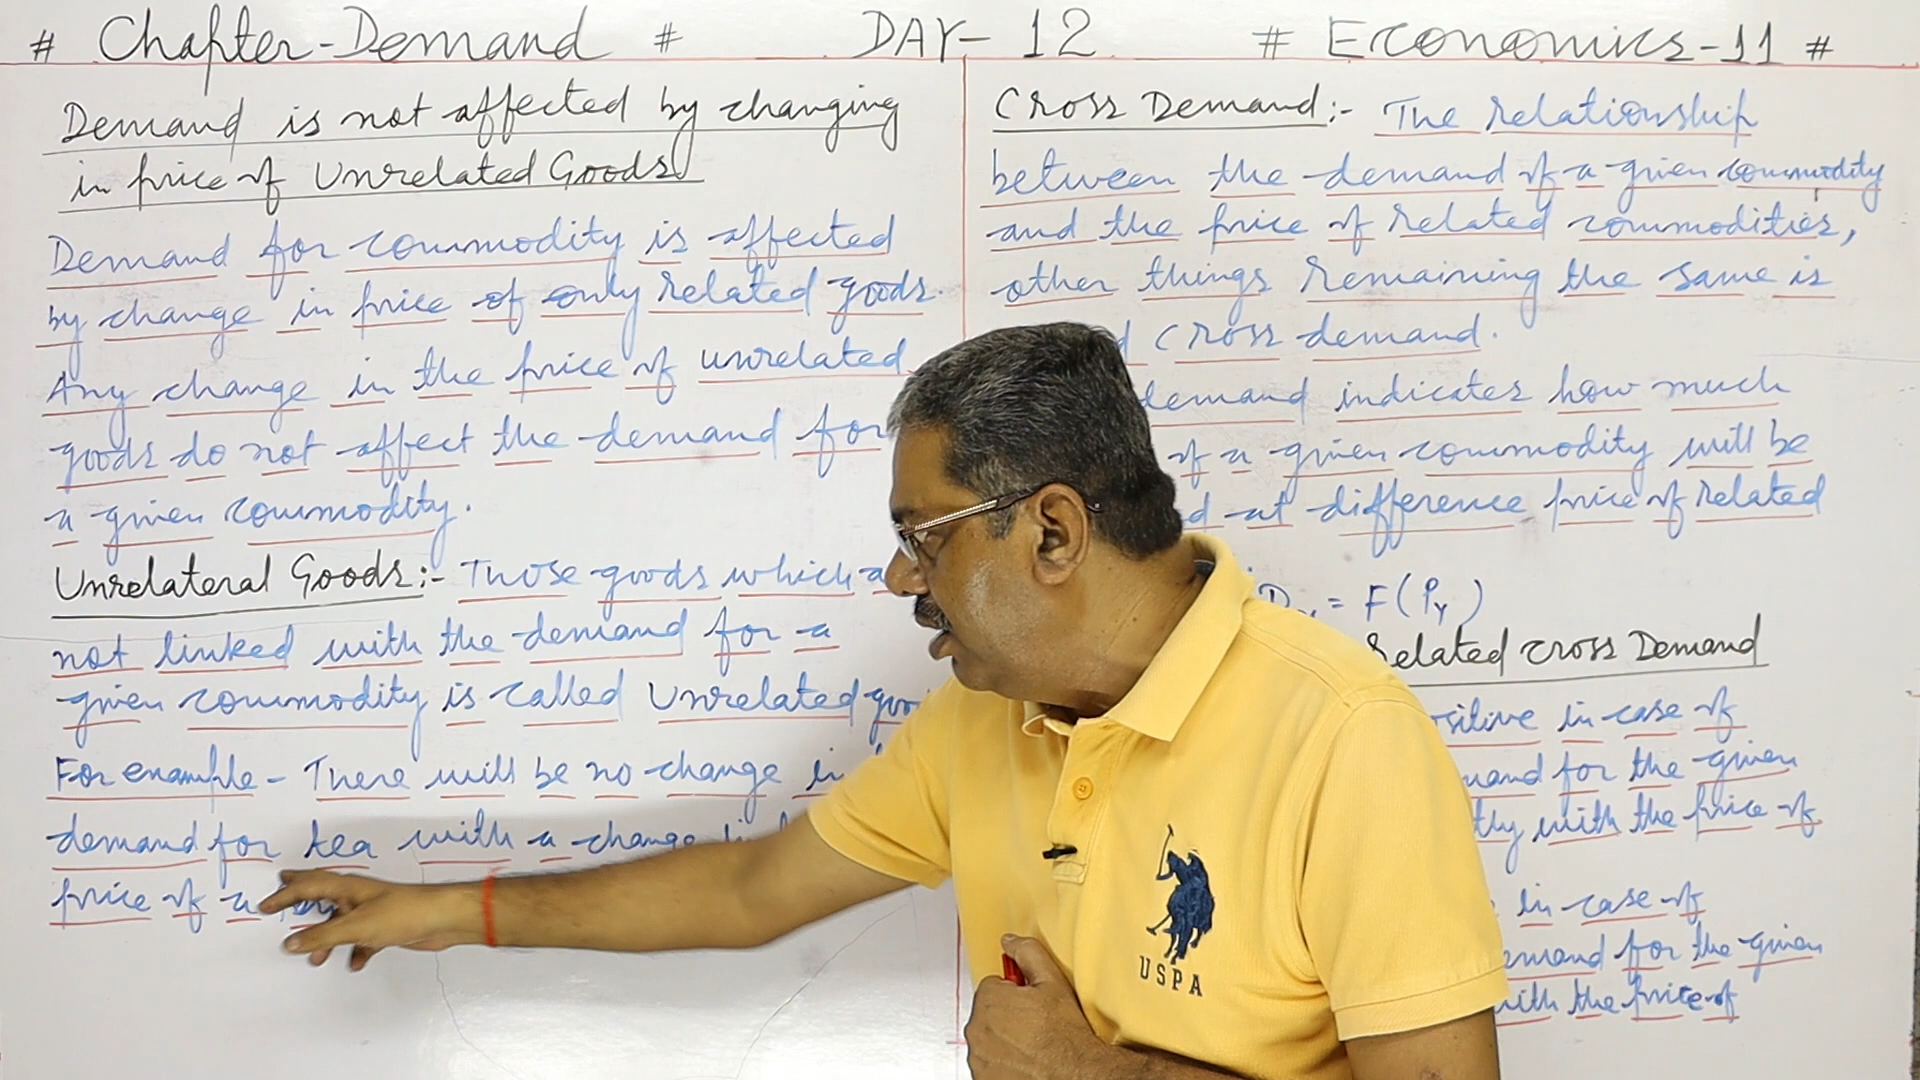 # Chapter-Demand # DAY- 12 # Economics-11 #
Demand is not affected by changing
in price of Unrelated Goods
Demand for commodity is affected
by change in price of only related goods.
Any change in the price of unrelated
goods do not affect the demand for
a given commodity.
Unrelateral Goods:- Those goods which
not linked with the demand for a
given commodity is called Unrelated
For example - There will be no change in
demand for tea with a change
price of a
Cross Demand:- The relationship
between the demand of a given commodity
and the price of related commodities,
other things remaining the same is
cross demand.
demand indicates how much
of a given commodity will be
at difference price of related
= F(PY)
Related cross Demand
in case of
for the given
with the price of
in case of
for the given
with the price of
USPA